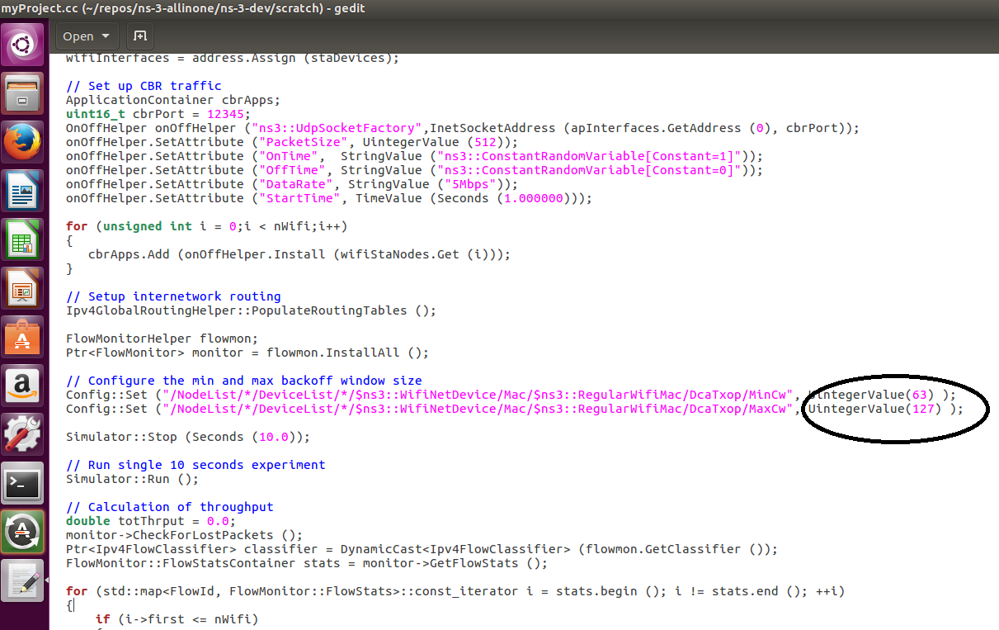 myProject.cc (~/repos/ns-3-allinone/ns-3-dev/scratch) - gedit
Open
wifiInterfaces = address.Assign (staDevices);
// Set up CBR traffic
ApplicationContainer cbrApps;
uint16_t cbrPort = 12345;
OnOffHelper onOffHelper ("ns3::UdpSocketFactory",InetSocketAddress (apInterfaces.GetAddress (0), cbrPort));
onOffHelper.SetAttribute ("PacketSize", UintegerValue (512));
onOffHelper.SetAttribute ("OnTime",  StringValue ("ns3::ConstantRandomVariable[Constant=1]"));
onOffHelper.SetAttribute ("OffTime", StringValue ("ns3::ConstantRandomVariable[Constant=0]"));
onOffHelper.SetAttribute ("DataRate", StringValue ("5Mbps"));
onOffHelper.SetAttribute ("StartTime", TimeValue (Seconds (1.000000)));
for (unsigned int i = 0;i < nWifi;i++)
{
   cbrApps.Add (onOffHelper.Install (wifiStaNodes.Get (i)));
}
// Setup internetwork routing
Ipv4GlobalRoutingHelper::PopulateRoutingTables ();
FlowMonitorHelper flowmon;
Ptr<FlowMonitor> monitor = flowmon.InstallAll ();
// Configure the min and max backoff window size
Config::Set ("/NodeList/*/DeviceList/*/$ns3::WifiNetDevice/Mac/$ns3::RegularWifiMac/DcaTxop/MinCw", UintegerValue(63) );
Config::Set ("/NodeList/*/DeviceList/*/$ns3::WifiNetDevice/Mac/$ns3::RegularWifiMac/DcaTxop/MaxCw", UintegerValue(127) );
Simulator::Stop (Seconds (10.0));
// Run single 10 seconds experiment
Simulator::Run ();
// Calculation of throughput
double totThrput = 0.0;
monitor->CheckForLostPackets ();
Ptr<Ipv4FlowClassifier> classifier = DynamicCast<Ipv4FlowClassifier> (flowmon.GetClassifier ());
FlowMonitor::FlowStatsContainer stats = monitor->GetFlowStats ();
for (std::map<FlowId, FlowMonitor::FlowStats>::const_iterator i = stats.begin (); i != stats.end (); ++i)
{
    if (i->first <= nWifi)